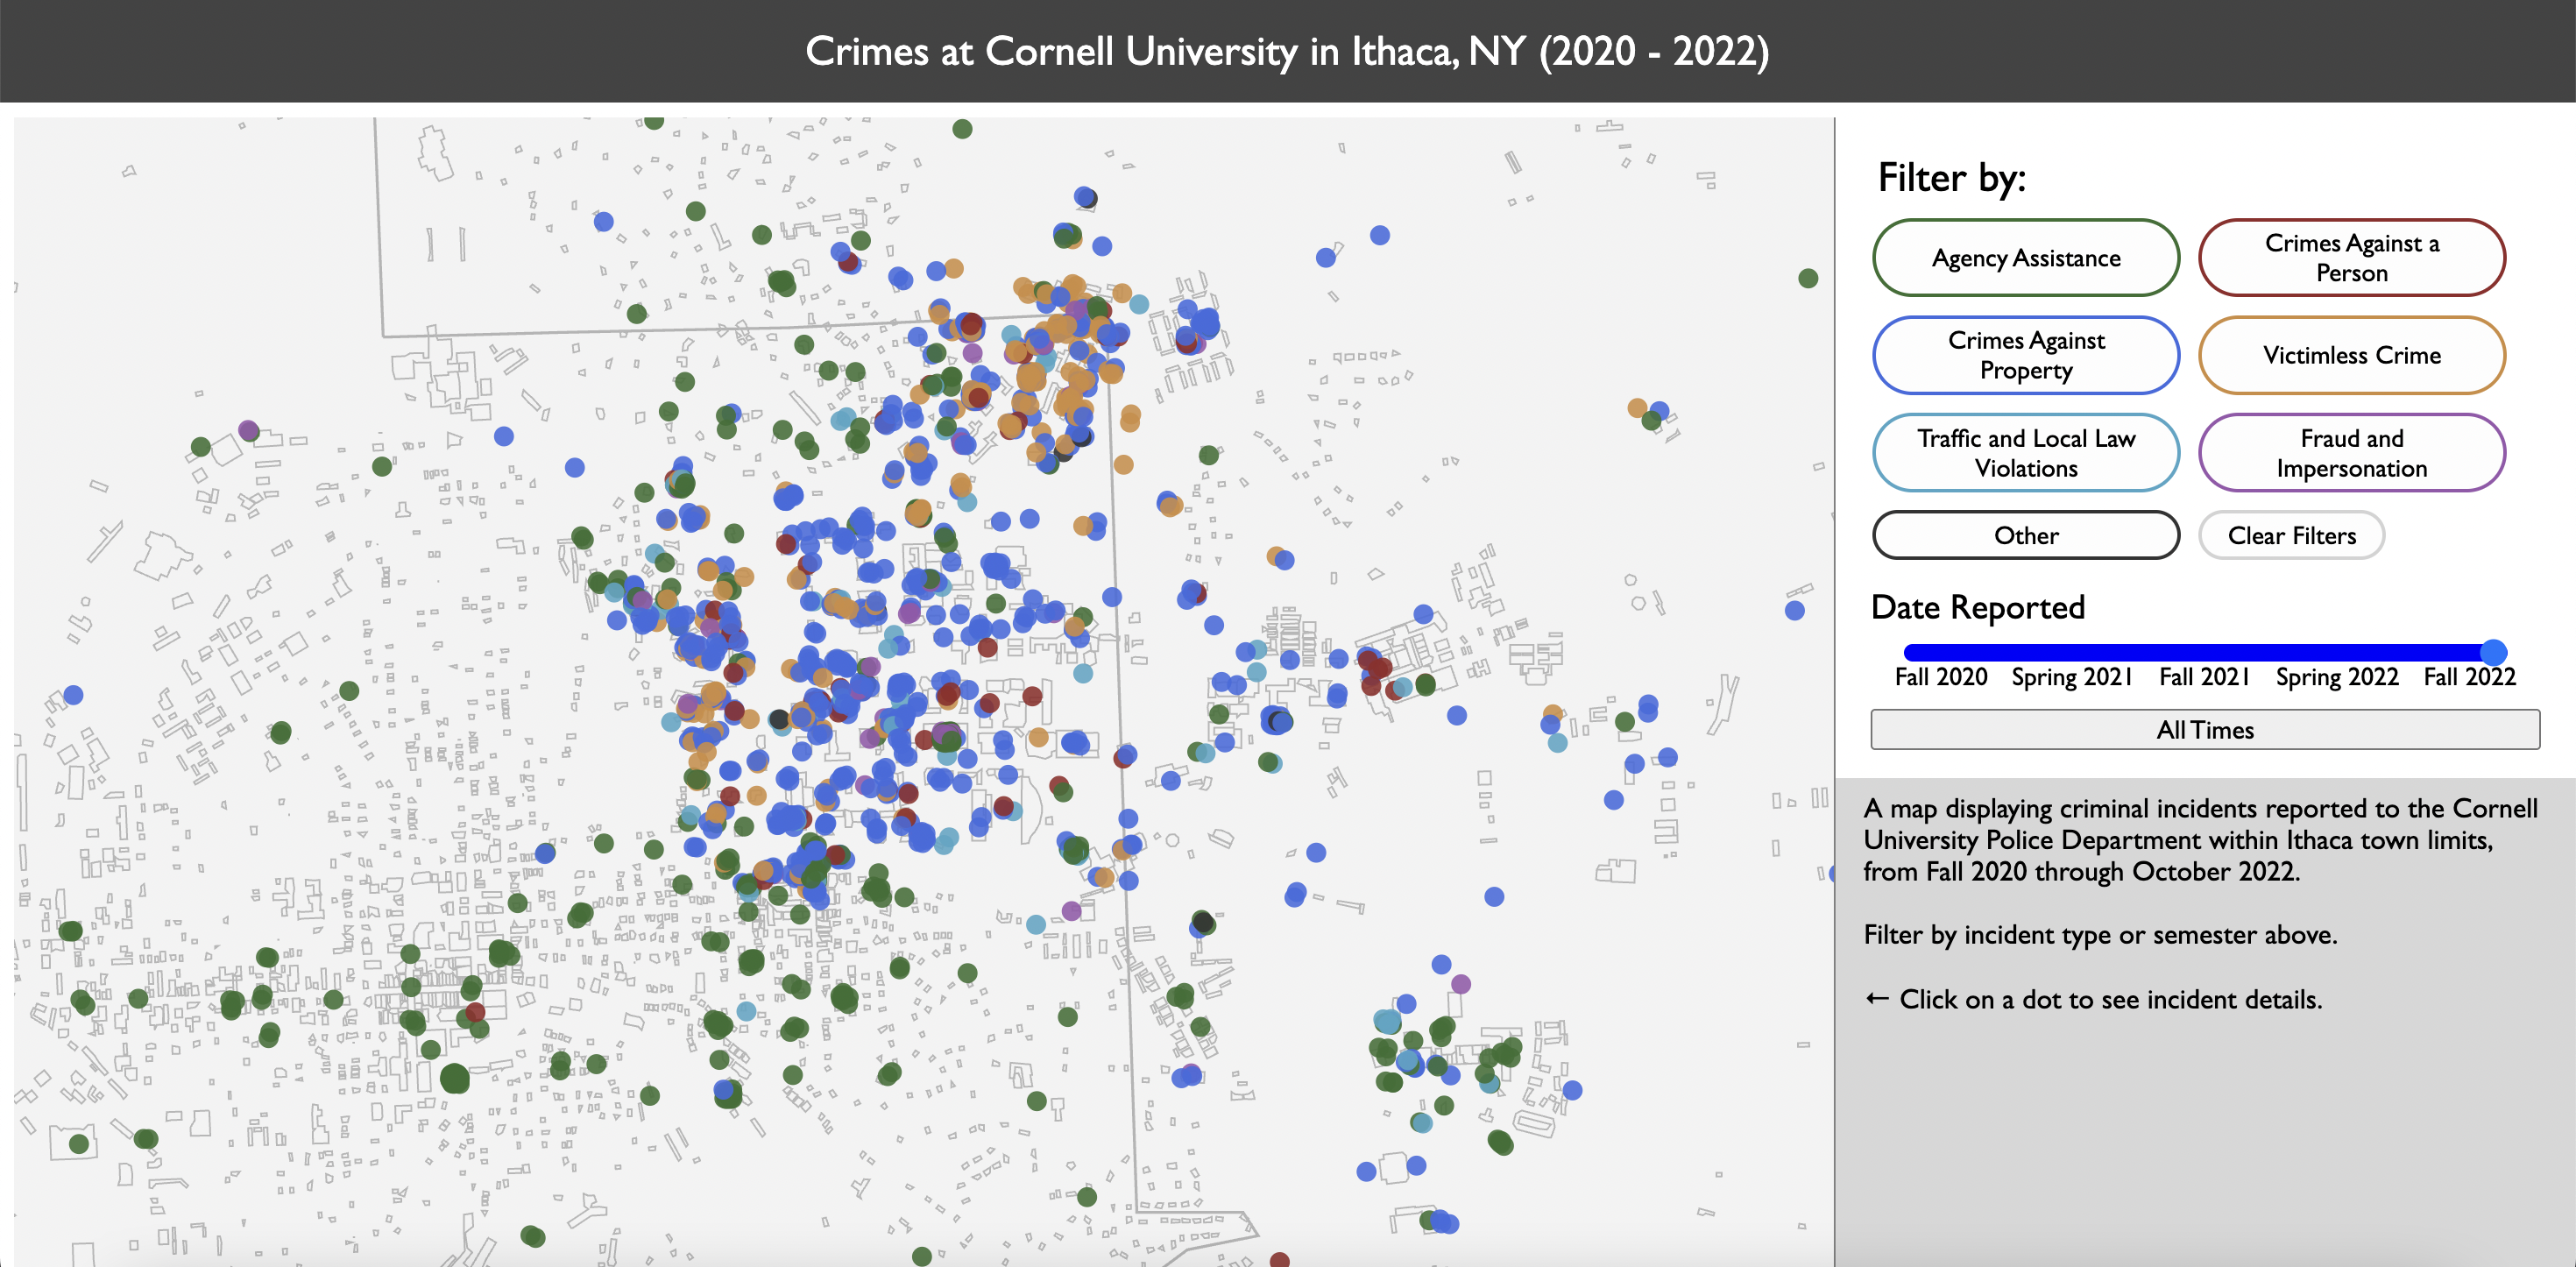 Crimes at Cornell University in Ithaca, NY (2020 - 2022)
Filter by:
Agency Assistance
Crimes Against a
Person
Crimes Against
Property
Victimless Crime
Traffic and Local Law
Violations
Fraud and
Impersonation
Other
Clear Filters
Date Reported
Fall 2020 Spring 2021 Fall 2021 Spring 2022 Fall 2022
All Times
A map displaying criminal incidents reported to the Cornell
University Police Department within Ithaca town limits,
from Fall 2020 through October 2022.
Filter by incident type or semester above.
← Click on a dot to see incident details.